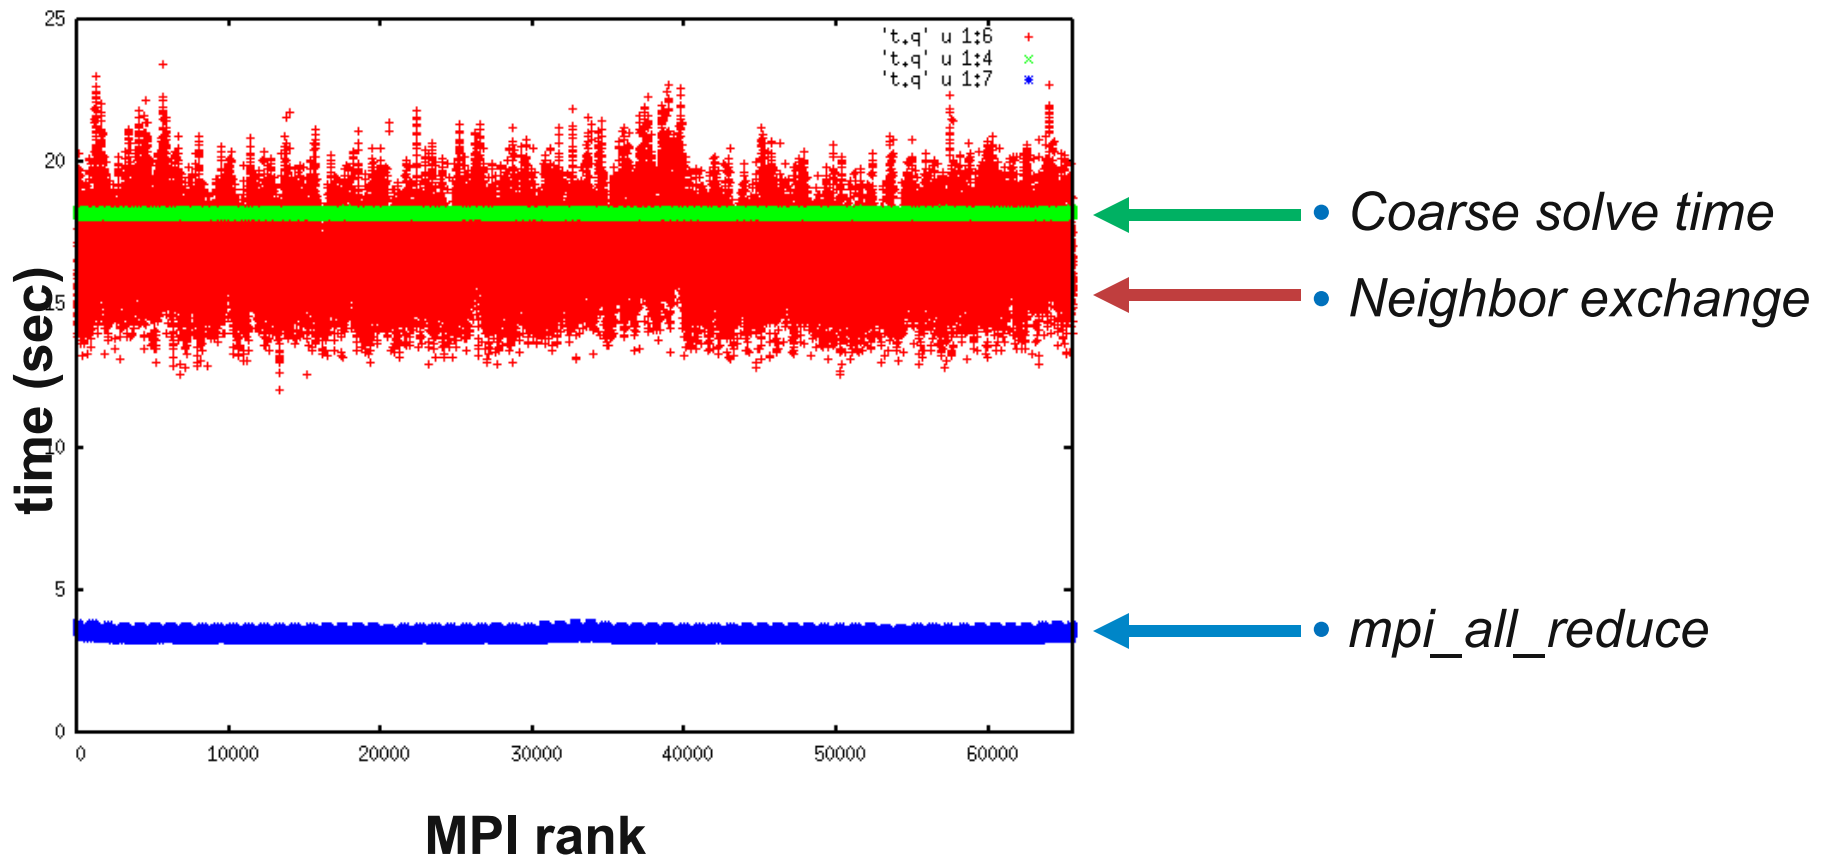 25
't.q' u 1:6
't.q' u 1:4
't.q' u 1:7
20
• Coarse solve time
• Neighbor exchange
15
time (sec)
10
5
• mpi_all_reduce
0
0 10000 20000 30000 40000 50000 60000
MPI rank